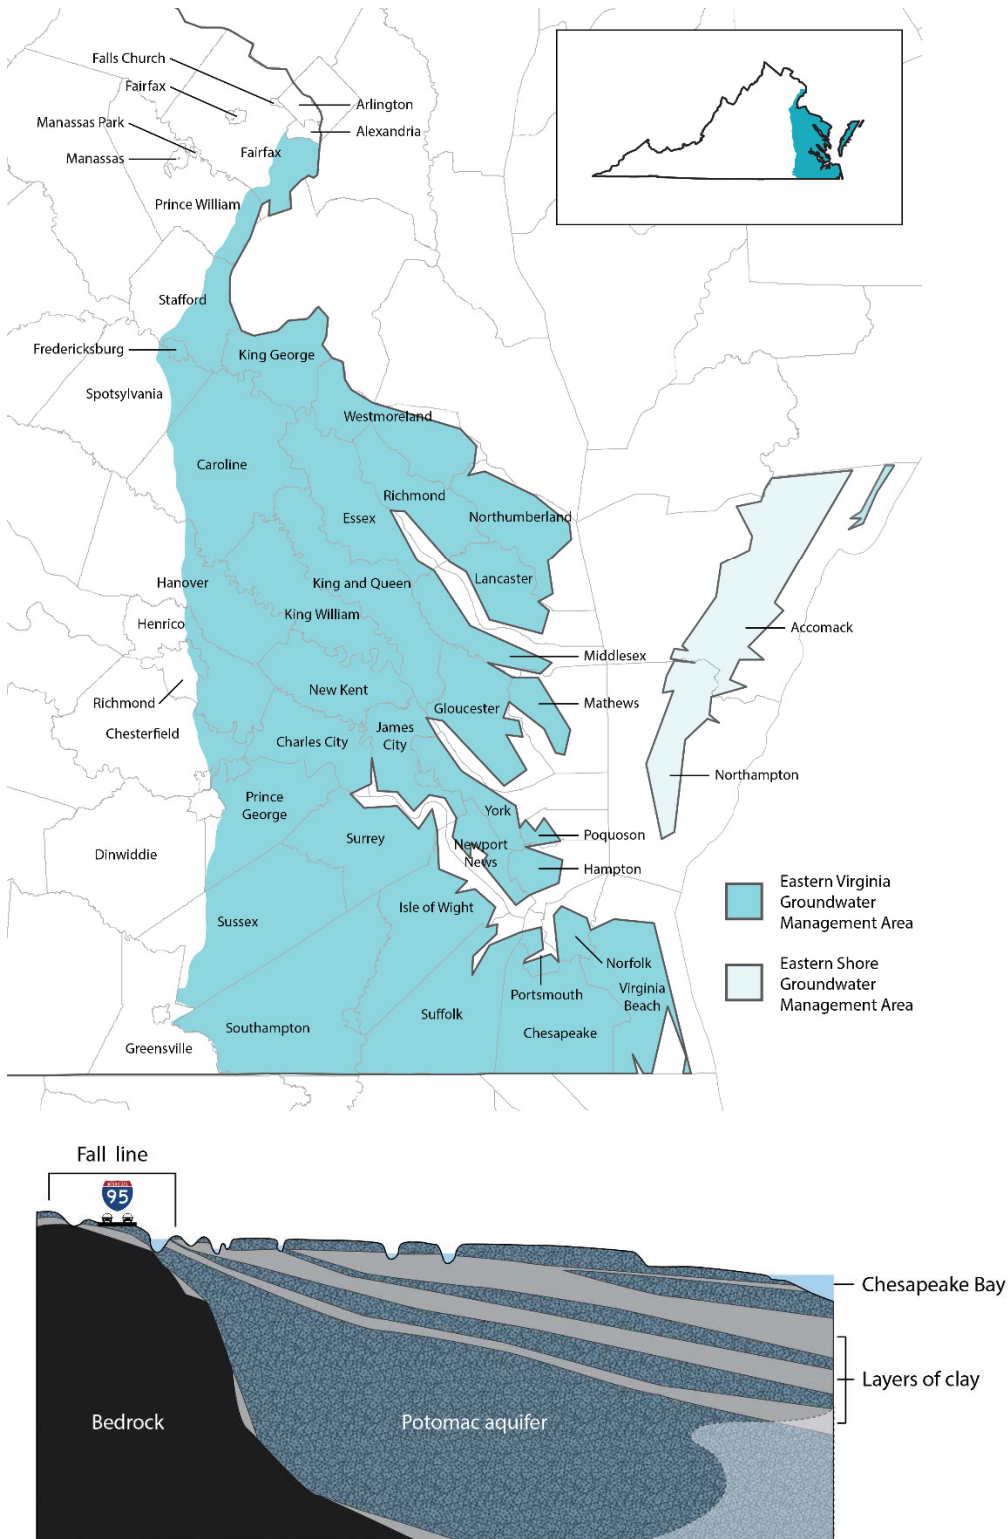 Falls Church
Fairfax
Arlington
Manassas Park
Alexandria
Manassas
Fairfax
Prince William
Stafford
Fredericksburg
King George
Spotsylvania
Westmoreland
Caroline
Richmond
Essex
Northumberland
Hanover
King and Queen
Lancaster
King William
Henrico
Accomack
Middlesex
New Kent
Richmond
Gloucester
Mathews
Chesterfield
James
City
Charles City
Northampton
Prince
George
York
Surrey
Poquoson
Dinwiddie
Newport
News
Hampton
Eastern Virginia
Groundwater
Management Area
Isle of Wight
Sussex
Norfolk
Eastern Shore
Groundwater
Management Area
Portsmouth
Virginia
Beach
Suffolk
Southampton
Chesapeake
Greensville
Fall line
95
Chesapeake Bay
Layers of clay
Bedrock
Potomac aquifer